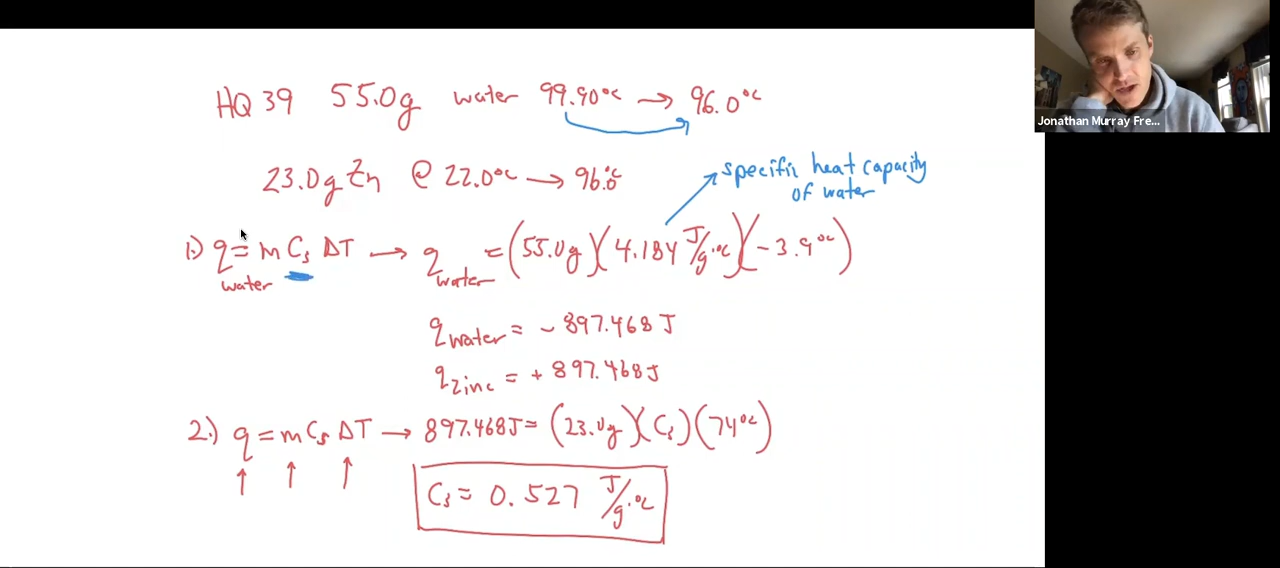 HQ 39 55.0g water 99.90°C → 96.0°C
23.0g Zn @ 22.0°C → 96.0°C
specific heat capacity
of water
1.) q = m Cs ΔT → q = (55.0g)(4.184 J/g·°C)(-3.9°C)
water water
q water = - 897.468 J
q zinc = + 897.468 J
2.) q = m Cs ΔT → 897.468 J = (23.0g)(Cs)(74°C)
Cs = 0.527 J/g·°C
Jonathan Murray Fre...